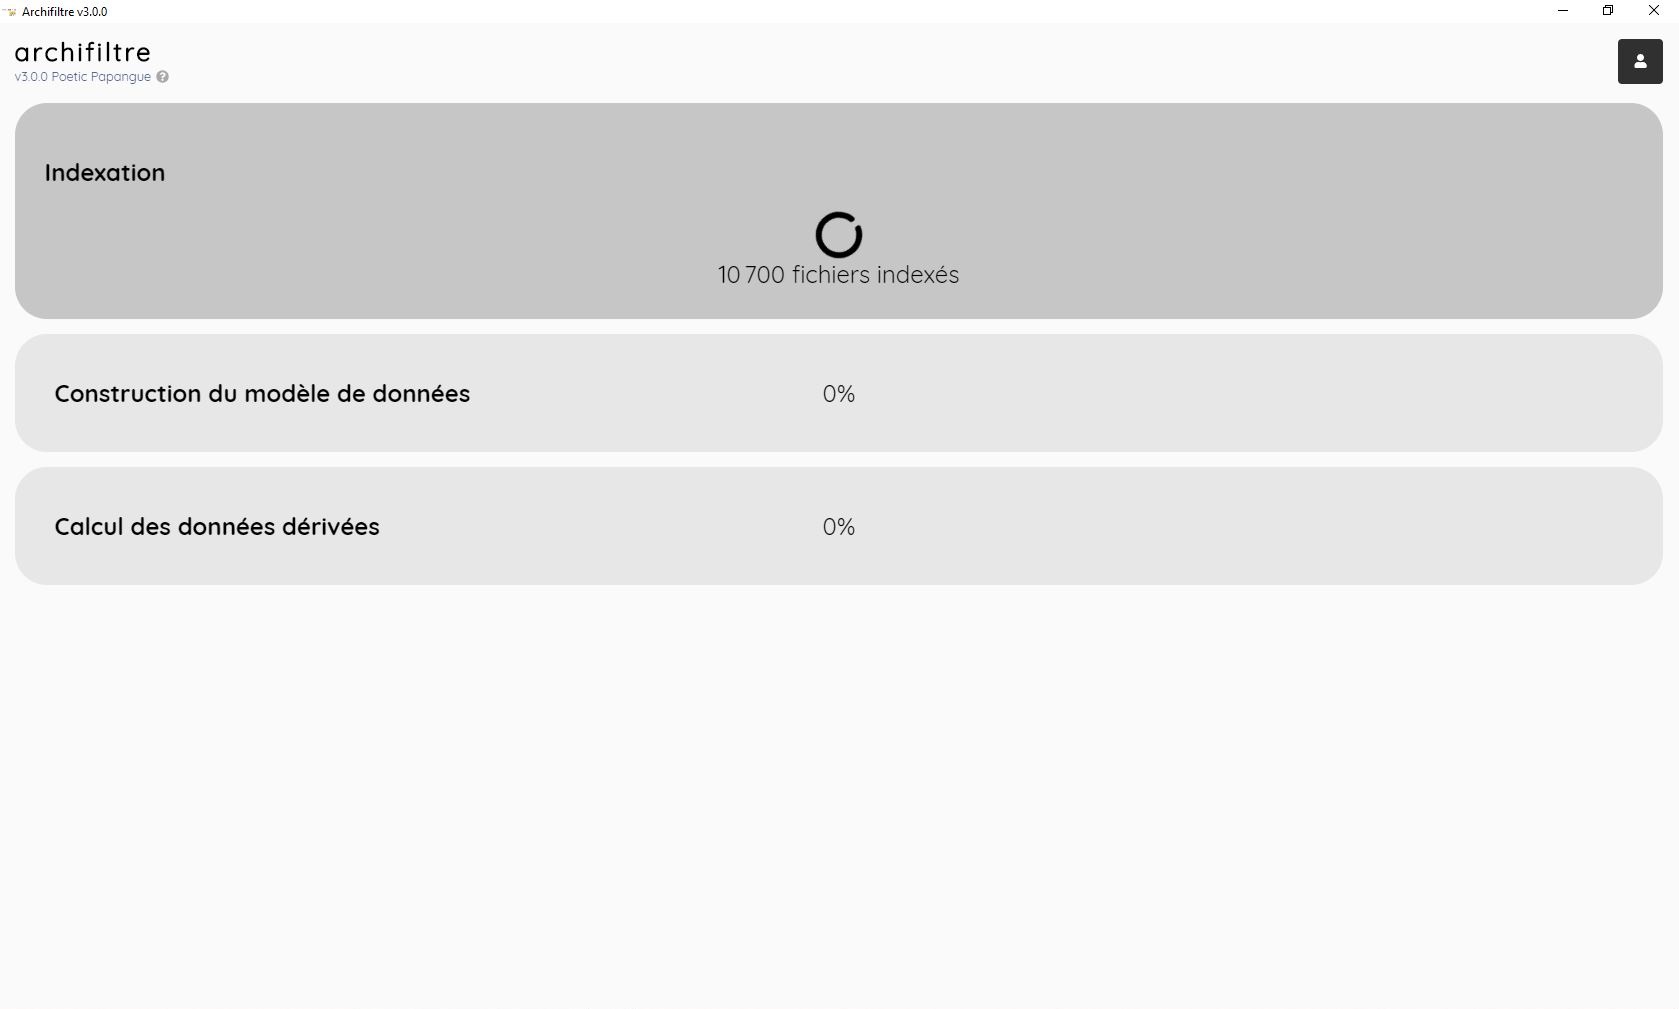 Archifiltre v3.0.0
archifiltre
v3.0.0 Poetic Papangue ?
Indexation
10 700 fichiers indexés
Construction du modèle de données 0%
Calcul des données dérivées 0%